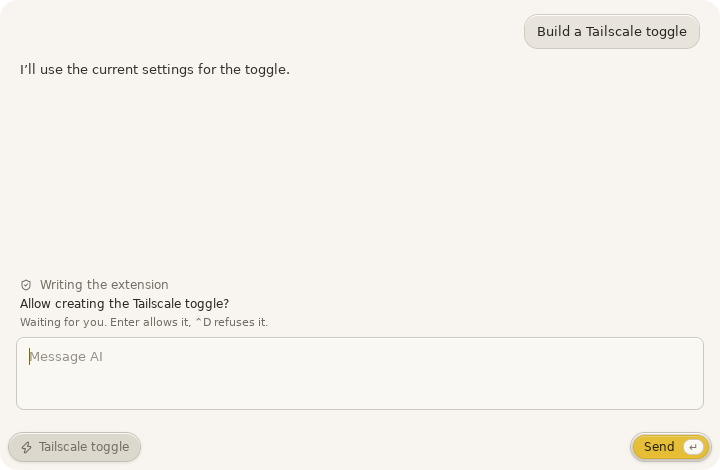 Build a Tailscale toggle
I’ll use the current settings for the toggle.
Writing the extension
Allow creating the Tailscale toggle?
Waiting for you. Enter allows it, ^D refuses it.
Message AI
Tailscale toggle
Send ↵